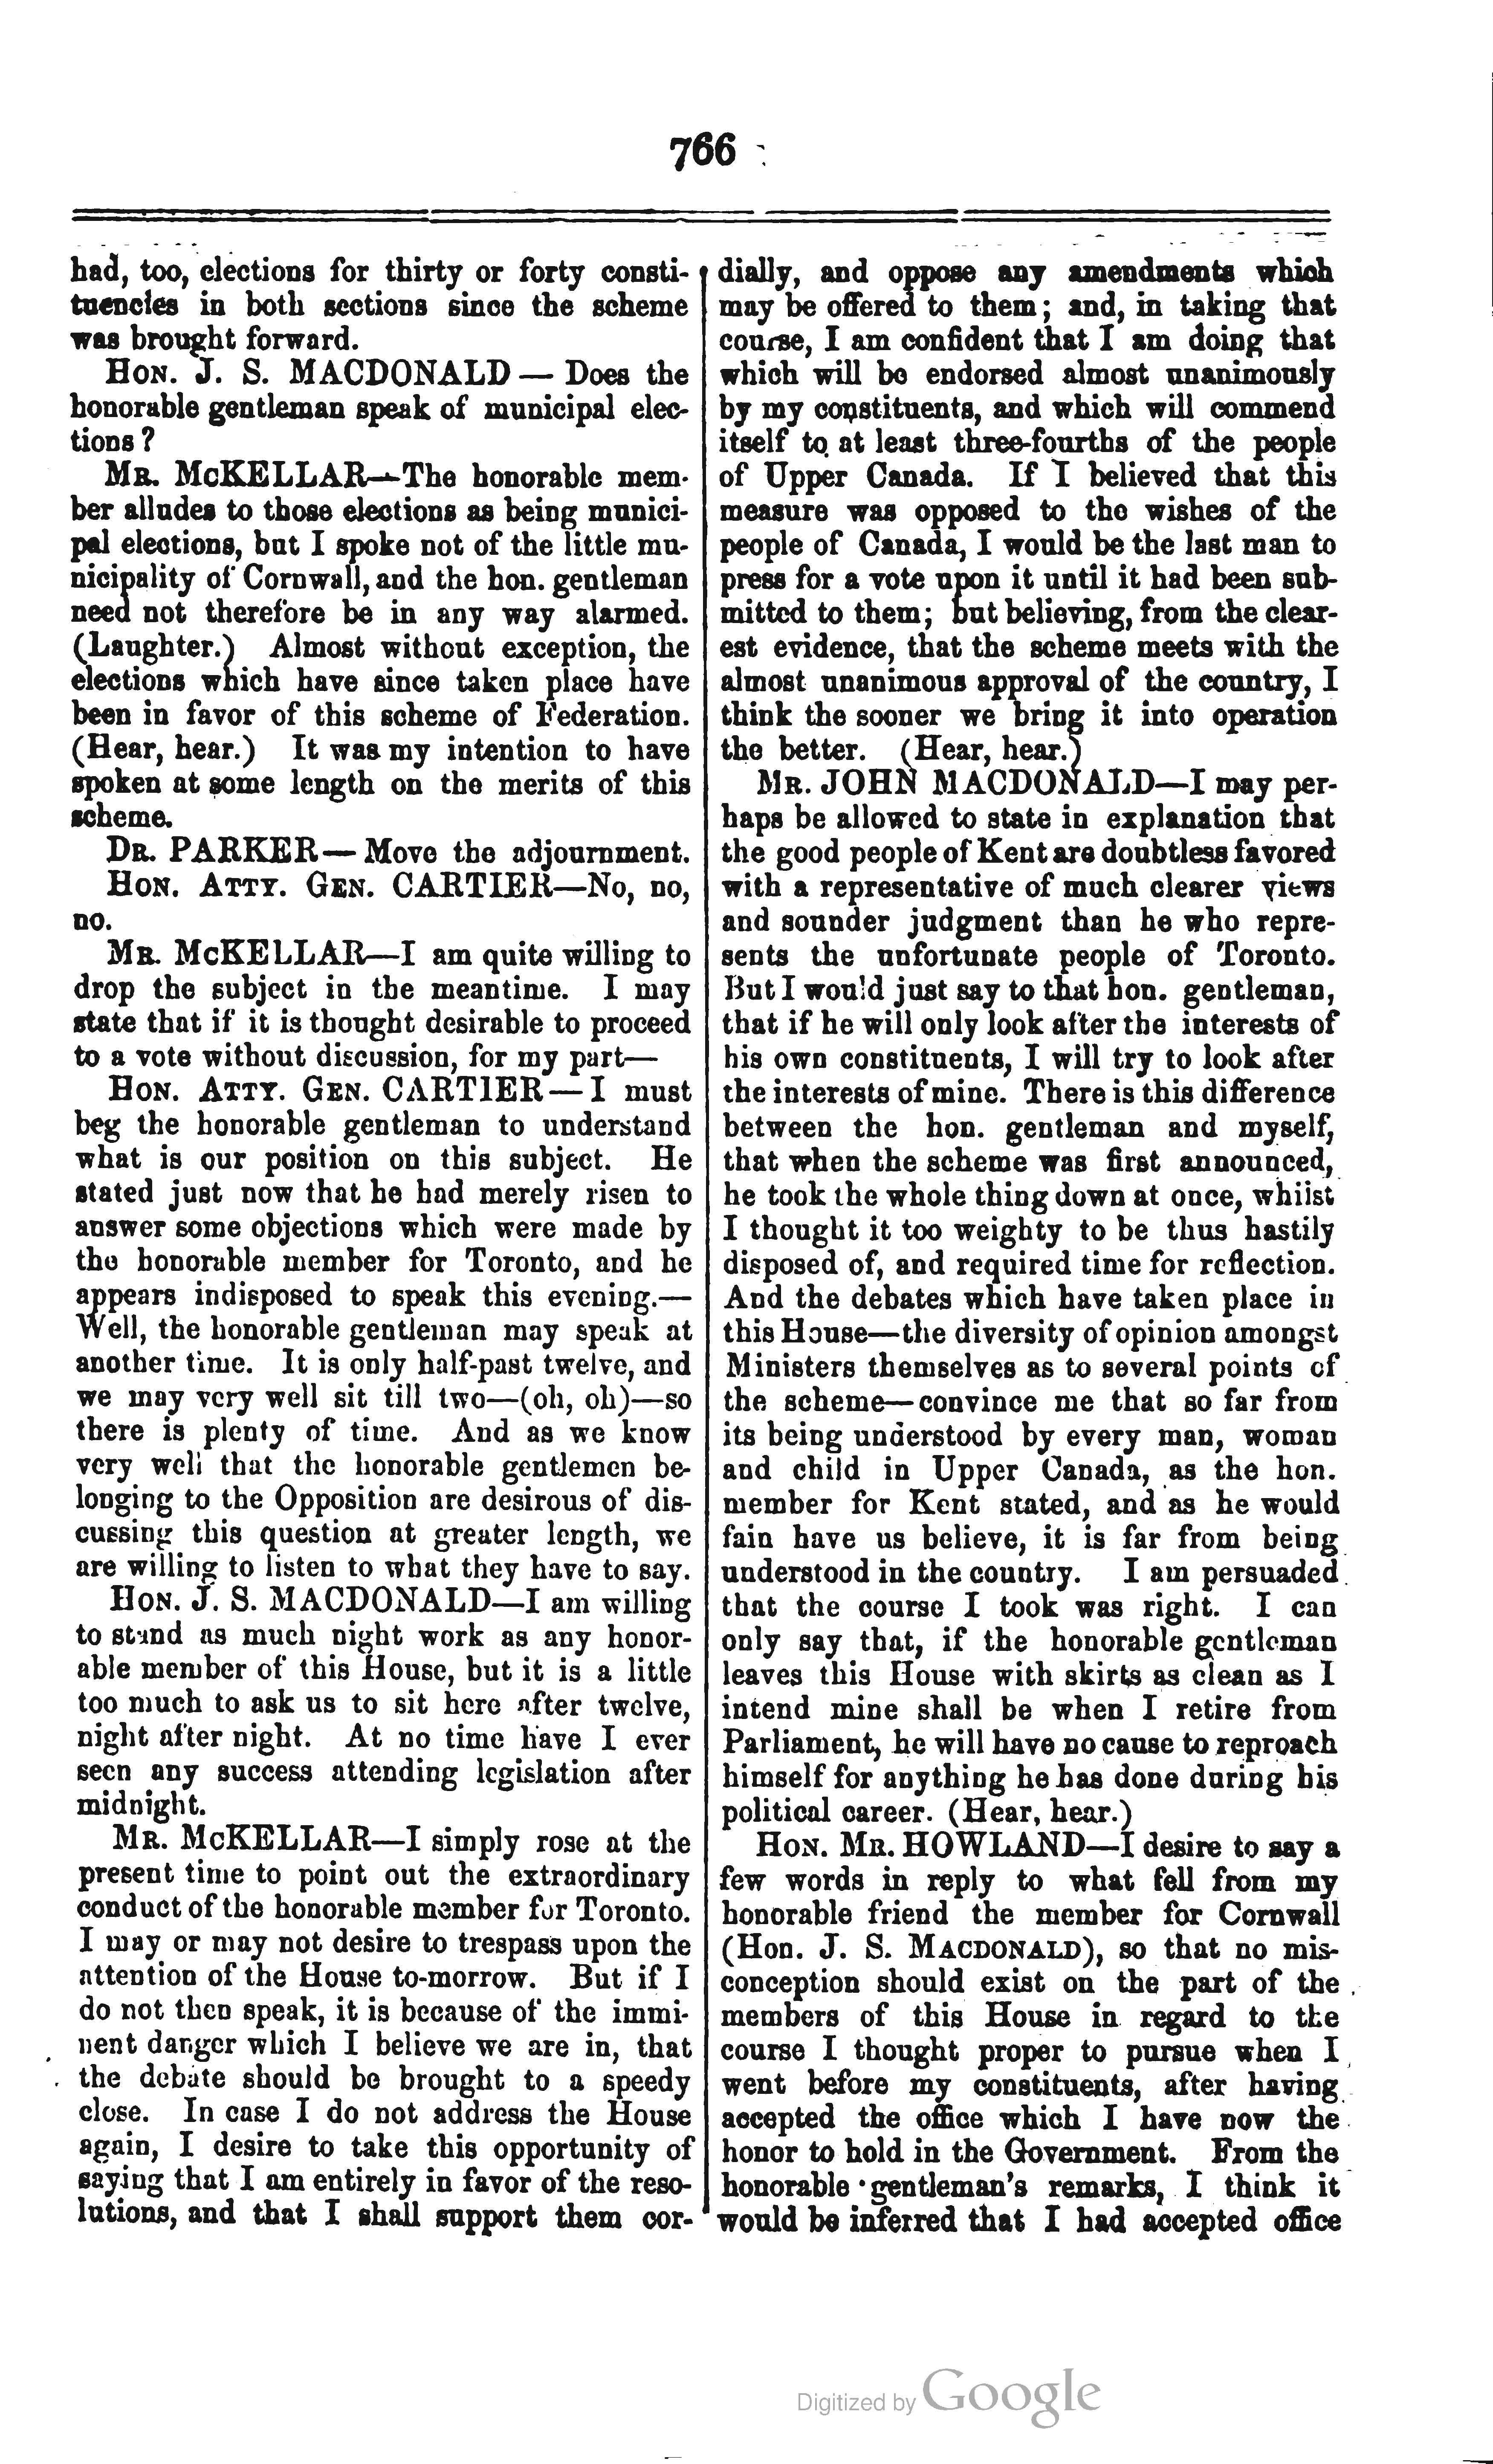 766
had, too, elections for thirty or forty consti-
tuencies in both sections since the scheme
was brought forward.
HON. J. S. MACDONALD — Does the
honorable gentleman speak of municipal elec-
tions ?
MR. MCKELLAR—The honorable mem-
ber alludes to those elections as being munici-
pal elections, but I spoke not of the little mu-
nicipality of Cornwall, and the hon. gentleman
need not therefore be in any way alarmed.
(Laughter.) Almost without exception, the
elections which have since taken place have
been in favor of this scheme of Federation.
(Hear, hear.) It was my intention to have
spoken at some length on the merits of this
scheme.
DR. PARKER— Move the adjournment.
HON. ATTY. GEN. CARTIER—No, no,
no.
MR. MCKELLAR—I am quite willing to
drop the subject in the meantime. I may
state that if it is thought desirable to proceed
to a vote without discussion, for my part—
HON. ATTY. GEN. CARTIER—I must
beg the honorable gentleman to understand
what is our position on this subject. He
stated just now that he had merely risen to
answer some objections which were made by
the honorable member for Toronto, and he
appears indisposed to speak this evening.—
Well, the honorable gentleman may speak at
another time. It is only half-past twelve, and
we may very well sit till two—(oh, oh)—so
there is plenty of time. And as we know
very well that the honorable gentlemen be-
longing to the Opposition are desirous of dis-
cussing this question at greater length, we
are willing to listen to what they have to say.
HON. J. S. MACDONALD—I am willing
to stand as much night work as any honor-
able member of this House, but it is a little
too much to ask us to sit here after twelve,
night after night. At no time have I ever
seen any success attending legislation after
midnight.
MR. MCKELLAR—I simply rose at the
present time to point out the extraordinary
conduct of the honorable member for Toronto.
I may or may not desire to trespass upon the
attention of the House to-morrow. But if I
do not then speak, it is because of the immi-
nent danger which I believe we are in, that
the debate should be brought to a speedy
close. In case I do not address the House
again, I desire to take this opportunity of
saying that I am entirely in favor of the reso-
lutions, and that I shall support them cor-
dially, and oppose any amendments which
may be offered to them; and, in taking that
course, I am confident that I am doing that
which will be endorsed almost unanimously
by my constituents, and which will commend
itself to at least three-fourths of the people
of Upper Canada. If I believed that this
measure was opposed to the wishes of the
people of Canada, I would be the last man to
press for a vote upon it until it had been sub-
mitted to them; but believing, from the clear-
est evidence, that the scheme meets with the
almost unanimous approval of the country, I
think the sooner we bring it into operation
the better. (Hear, hear.)
MR. JOHN MACDONALD—I may per-
haps be allowed to state in explanation that
the good people of Kent are doubtless favored
with a representative of much clearer views
and sounder judgment than he who repre-
sents the unfortunate people of Toronto.
But I would just say to that hon. gentleman,
that if he will only look after the interests of
his own constituents, I will try to look after
the interests of mine. There is this difference
between the hon. gentleman and myself,
that when the scheme was first announced,
he took the whole thing down at once, whilst
I thought it too weighty to be thus hastily
disposed of, and required time for reflection.
And the debates which have taken place in
this House—the diversity of opinion amongst
Ministers themselves as to several points of
the scheme—convince me that so far from
its being understood by every man, woman
and child in Upper Canada, as the hon.
member for Kent stated, and as he would
fain have us believe, it is far from being
understood in the country. I am persuaded
that the course I took was right. I can
only say that, if the honorable gentleman
leaves this House with skirts as clean as I
intend mine shall be when I retire from
Parliament, he will have no cause to reproach
himself for anything he has done during his
political career. (Hear, hear.)
HON. MR. HOWLAND—I desire to say a
few words in reply to what fell from my
honorable friend the member for Cornwall
(Hon. J. S. MACDONALD), so that no mis-
conception should exist on the part of the
members of this House in regard to the
course I thought proper to pursue when I
went before my constituents, after having
accepted the office which I have now the
honor to hold in the Government. From the
honorable gentleman's remarks, I think it
would be inferred that I had accepted office
Digitized by Google